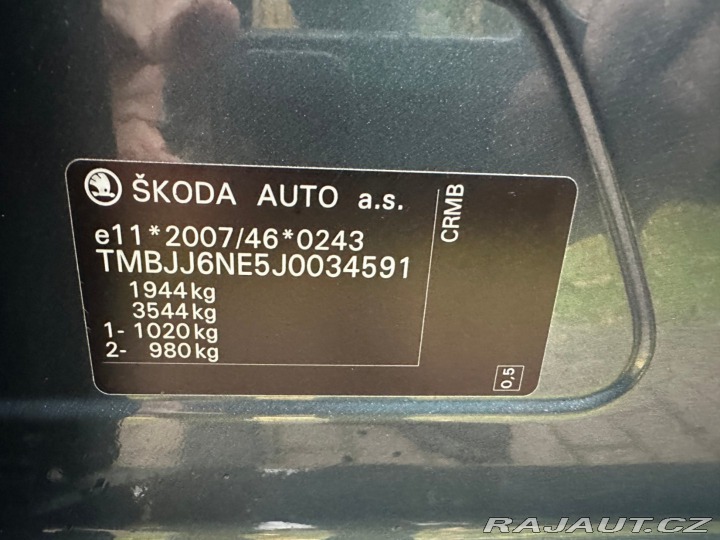 ŠKODA AUTO a.s.
e11*2007/46*0243
TMBJJ6NE5J0034591
1944kg
3544kg
1- 1020kg
2- 980kg
CRMB
0,5
RAJAUT.CZ